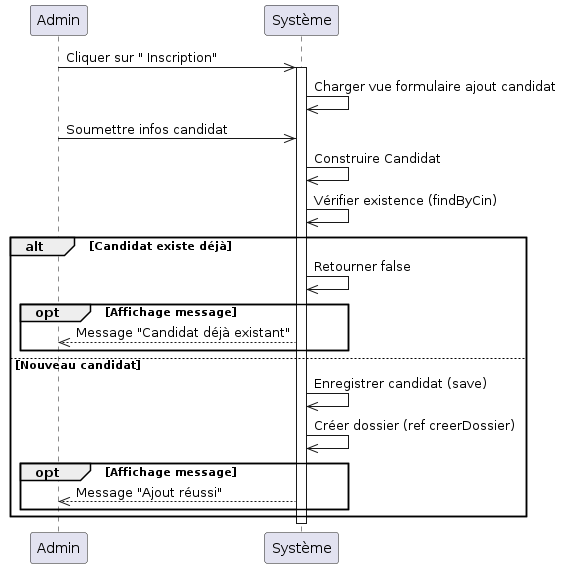 Admin
Système
Cliquer sur " Inscription"
Charger vue formulaire ajout candidat
Soumettre infos candidat
Construire Candidat
Vérifier existence (findByCin)
alt
[Candidat existe déjà]
Retourner false
opt
[Affichage message]
Message "Candidat déjà existant"
[Nouveau candidat]
Enregistrer candidat (save)
Créer dossier (ref creerDossier)
opt
[Affichage message]
Message "Ajout réussi"
Admin
Système